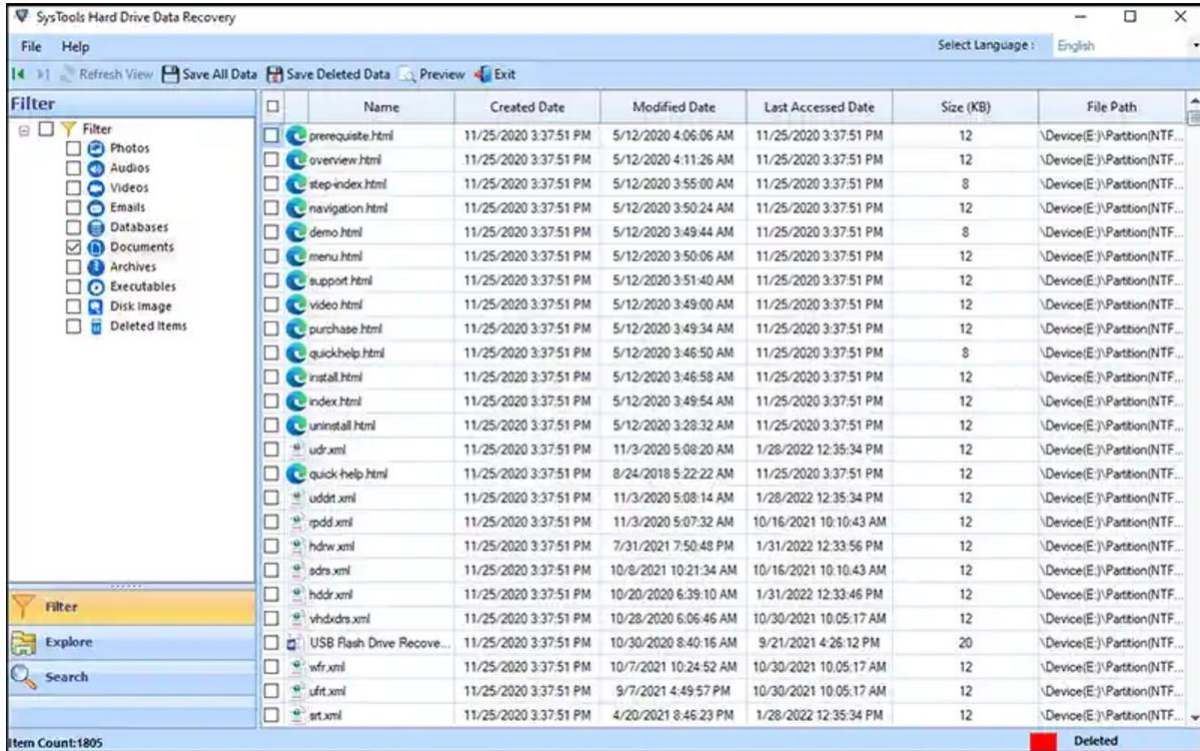 SysTools Hard Drive Data Recovery
File Help Select Language : English
Refresh View Save All Data Save Deleted Data Preview Exit
Filter
Filter
Photos
Audios
Videos
Emails
Databases
Documents
Archives
Executables
Disk Image
Deleted Items
Filter
Explore
Search
Name Created Date Modified Date Last Accessed Date Size (KB) File Path
prerequiste.html 11/25/2020 3:37:51 PM 5/12/2020 4:06:06 AM 11/25/2020 3:37:51 PM 12 \Device(E:)\Partition(NTF...
overview.html 11/25/2020 3:37:51 PM 5/12/2020 4:11:26 AM 11/25/2020 3:37:51 PM 12 \Device(E:)\Partition(NTF...
step-index.html 11/25/2020 3:37:51 PM 5/12/2020 3:55:00 AM 11/25/2020 3:37:51 PM 8 \Device(E:)\Partition(NTF...
navigation.html 11/25/2020 3:37:51 PM 5/12/2020 3:50:24 AM 11/25/2020 3:37:51 PM 12 \Device(E:)\Partition(NTF...
demo.html 11/25/2020 3:37:51 PM 5/12/2020 3:49:44 AM 11/25/2020 3:37:51 PM 8 \Device(E:)\Partition(NTF...
menu.html 11/25/2020 3:37:51 PM 5/12/2020 3:50:06 AM 11/25/2020 3:37:51 PM 12 \Device(E:)\Partition(NTF...
support.html 11/25/2020 3:37:51 PM 5/12/2020 3:51:40 AM 11/25/2020 3:37:51 PM 12 \Device(E:)\Partition(NTF...
video.html 11/25/2020 3:37:51 PM 5/12/2020 3:49:00 AM 11/25/2020 3:37:51 PM 12 \Device(E:)\Partition(NTF...
purchase.html 11/25/2020 3:37:51 PM 5/12/2020 3:49:34 AM 11/25/2020 3:37:51 PM 12 \Device(E:)\Partition(NTF...
quickhelp.html 11/25/2020 3:37:51 PM 5/12/2020 3:46:50 AM 11/25/2020 3:37:51 PM 8 \Device(E:)\Partition(NTF...
install.html 11/25/2020 3:37:51 PM 5/12/2020 3:46:58 AM 11/25/2020 3:37:51 PM 12 \Device(E:)\Partition(NTF...
index.html 11/25/2020 3:37:51 PM 5/12/2020 3:49:54 AM 11/25/2020 3:37:51 PM 12 \Device(E:)\Partition(NTF...
uninstall.html 11/25/2020 3:37:51 PM 5/12/2020 3:28:32 AM 11/25/2020 3:37:51 PM 12 \Device(E:)\Partition(NTF...
udr.xml 11/25/2020 3:37:51 PM 11/3/2020 5:08:20 AM 1/28/2022 12:35:34 PM 12 \Device(E:)\Partition(NTF...
quick-help.html 11/25/2020 3:37:51 PM 8/24/2018 5:22:22 AM 11/25/2020 3:37:51 PM 12 \Device(E:)\Partition(NTF...
uddrt.xml 11/25/2020 3:37:51 PM 11/3/2020 5:08:14 AM 1/28/2022 12:35:34 PM 12 \Device(E:)\Partition(NTF...
rpdd.xml 11/25/2020 3:37:51 PM 11/3/2020 5:07:32 AM 10/16/2021 10:10:43 AM 12 \Device(E:)\Partition(NTF...
hdrw.xml 11/25/2020 3:37:51 PM 7/31/2021 7:50:48 PM 1/31/2022 12:33:56 PM 12 \Device(E:)\Partition(NTF...
sdrs.xml 11/25/2020 3:37:51 PM 10/8/2021 10:21:34 AM 10/16/2021 10:10:43 AM 12 \Device(E:)\Partition(NTF...
hddr.xml 11/25/2020 3:37:51 PM 10/20/2020 6:39:10 AM 1/31/2022 12:33:46 PM 12 \Device(E:)\Partition(NTF...
vhdxdrs.xml 11/25/2020 3:37:51 PM 10/28/2020 6:06:46 AM 10/30/2021 10:05:17 AM 12 \Device(E:)\Partition(NTF...
USB Flash Drive Recove... 11/25/2020 3:37:51 PM 10/30/2020 8:40:16 AM 9/21/2021 4:26:12 PM 20 \Device(E:)\Partition(NTF...
wfr.xml 11/25/2020 3:37:51 PM 10/7/2021 10:24:52 AM 10/30/2021 10:05:17 AM 12 \Device(E:)\Partition(NTF...
ufrt.xml 11/25/2020 3:37:51 PM 9/7/2021 4:49:57 PM 10/30/2021 10:05:17 AM 12 \Device(E:)\Partition(NTF...
srt.xml 11/25/2020 3:37:51 PM 4/20/2021 8:46:23 PM 1/28/2022 12:35:34 PM 12 \Device(E:)\Partition(NTF...
Item Count:1805 Deleted